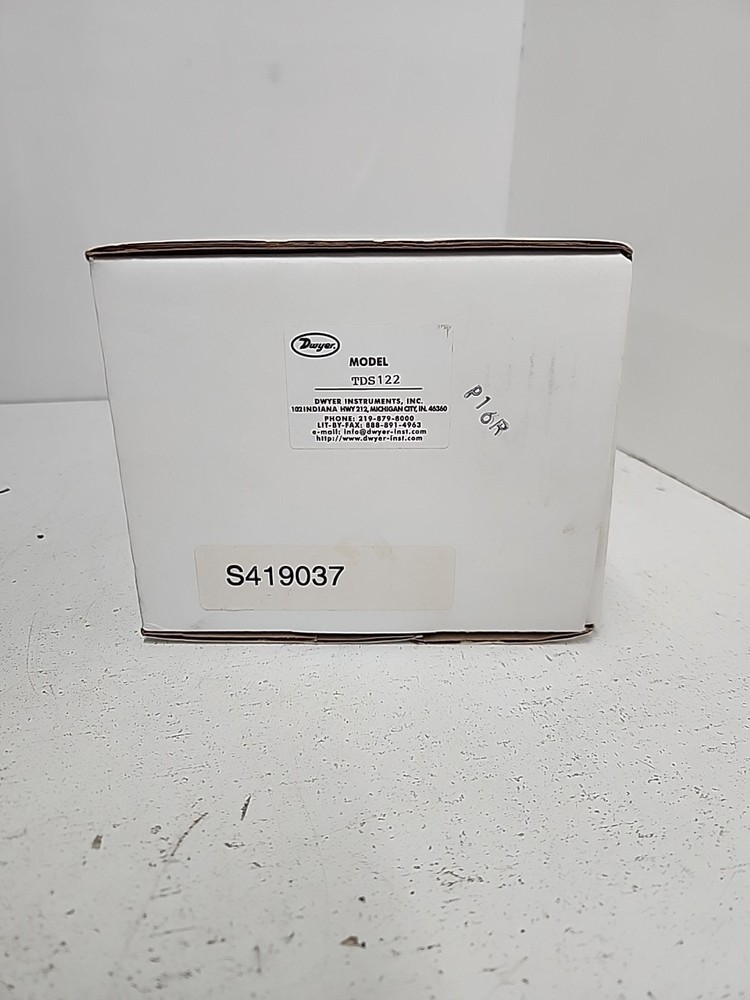 Dwyer
MODEL
TDS122
DWYER INSTRUMENTS, INC.
102 INDIANA HWY 212, MICHIGAN CITY, IN. 46360
PHONE: 219-879-8000
LIT-BY-FAX: 888-891-4963
e-mail: info@dwyer-inst.com
http://www.dwyer-inst.com
P16R
S419037